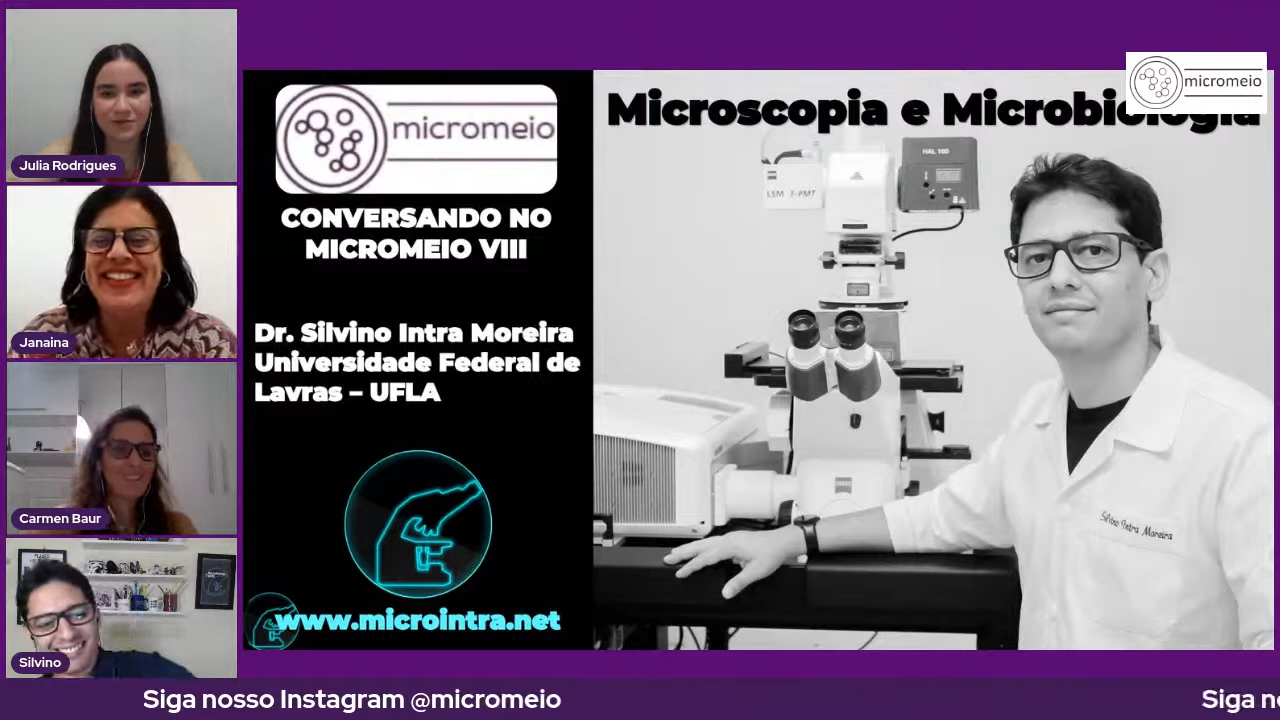 Julia Rodrigues
Janaina
Carmen Baur
Silvino
micromeio
CONVERSANDO NO
MICROMEIO VIII
Dr. Silvino Intra Moreira
Universidade Federal de
Lavras – UFLA
www.microintra.net
Microscopia e Microbiologia
micromeio
HAL 100
LSM T-PMT
Silvino Intra Moreira
Siga nosso Instagram @micromeio
Siga no